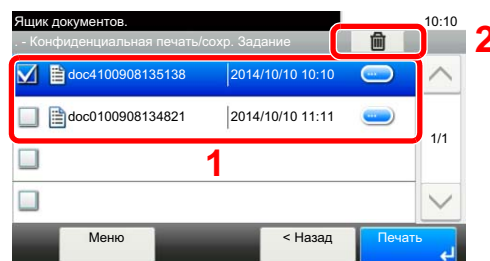 Ящик документов.
10:10
. - Конфиденциальная печать/сохр. Задание
2
doc4100908135138 2014/10/10 10:10
doc0100908134821 2014/10/10 11:11
1/1
1
Меню < Назад Печать